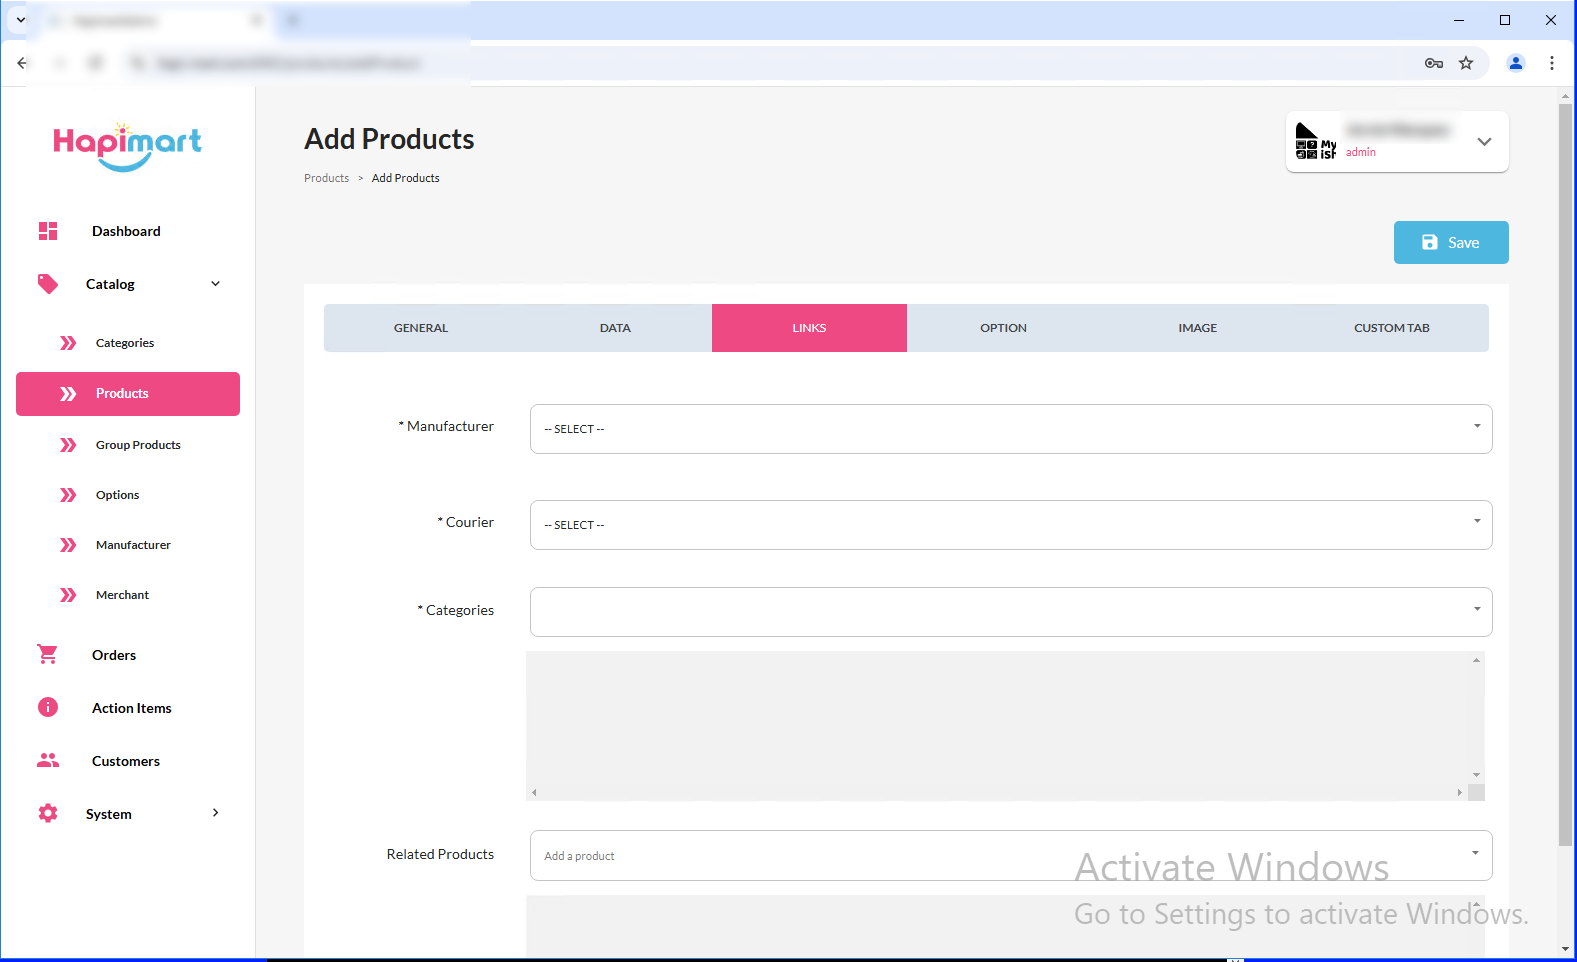 Hapimart
Dashboard
Catalog
Categories
Products
Group Products
Options
Manufacturer
Merchant
Orders
Action Items
Customers
System
Add Products
Products > Add Products
My
admin
Save
GENERAL DATA LINKS OPTION IMAGE CUSTOM TAB
* Manufacturer
-- SELECT --
* Courier
-- SELECT --
* Categories
Related Products
Add a product
Activate Windows
Go to Settings to activate Windows.